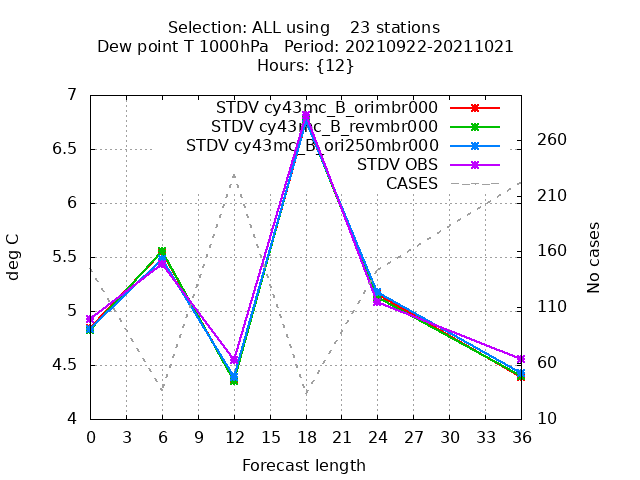 Selection: ALL using 23 stations
Dew point T 1000hPa Period: 20210922-20211021
Hours: {12}
STDV cy43mc_B_orimbr000
STDV cy43mc_B_revmbr000
STDV cy43mc_B_ori250mbr000
STDV OBS
CASES
7
6.5
6
5.5
5
4.5
4
deg C
260
210
160
110
60
10
No cases
0 3 6 9 12 15 18 21 24 27 30 33 36
Forecast length